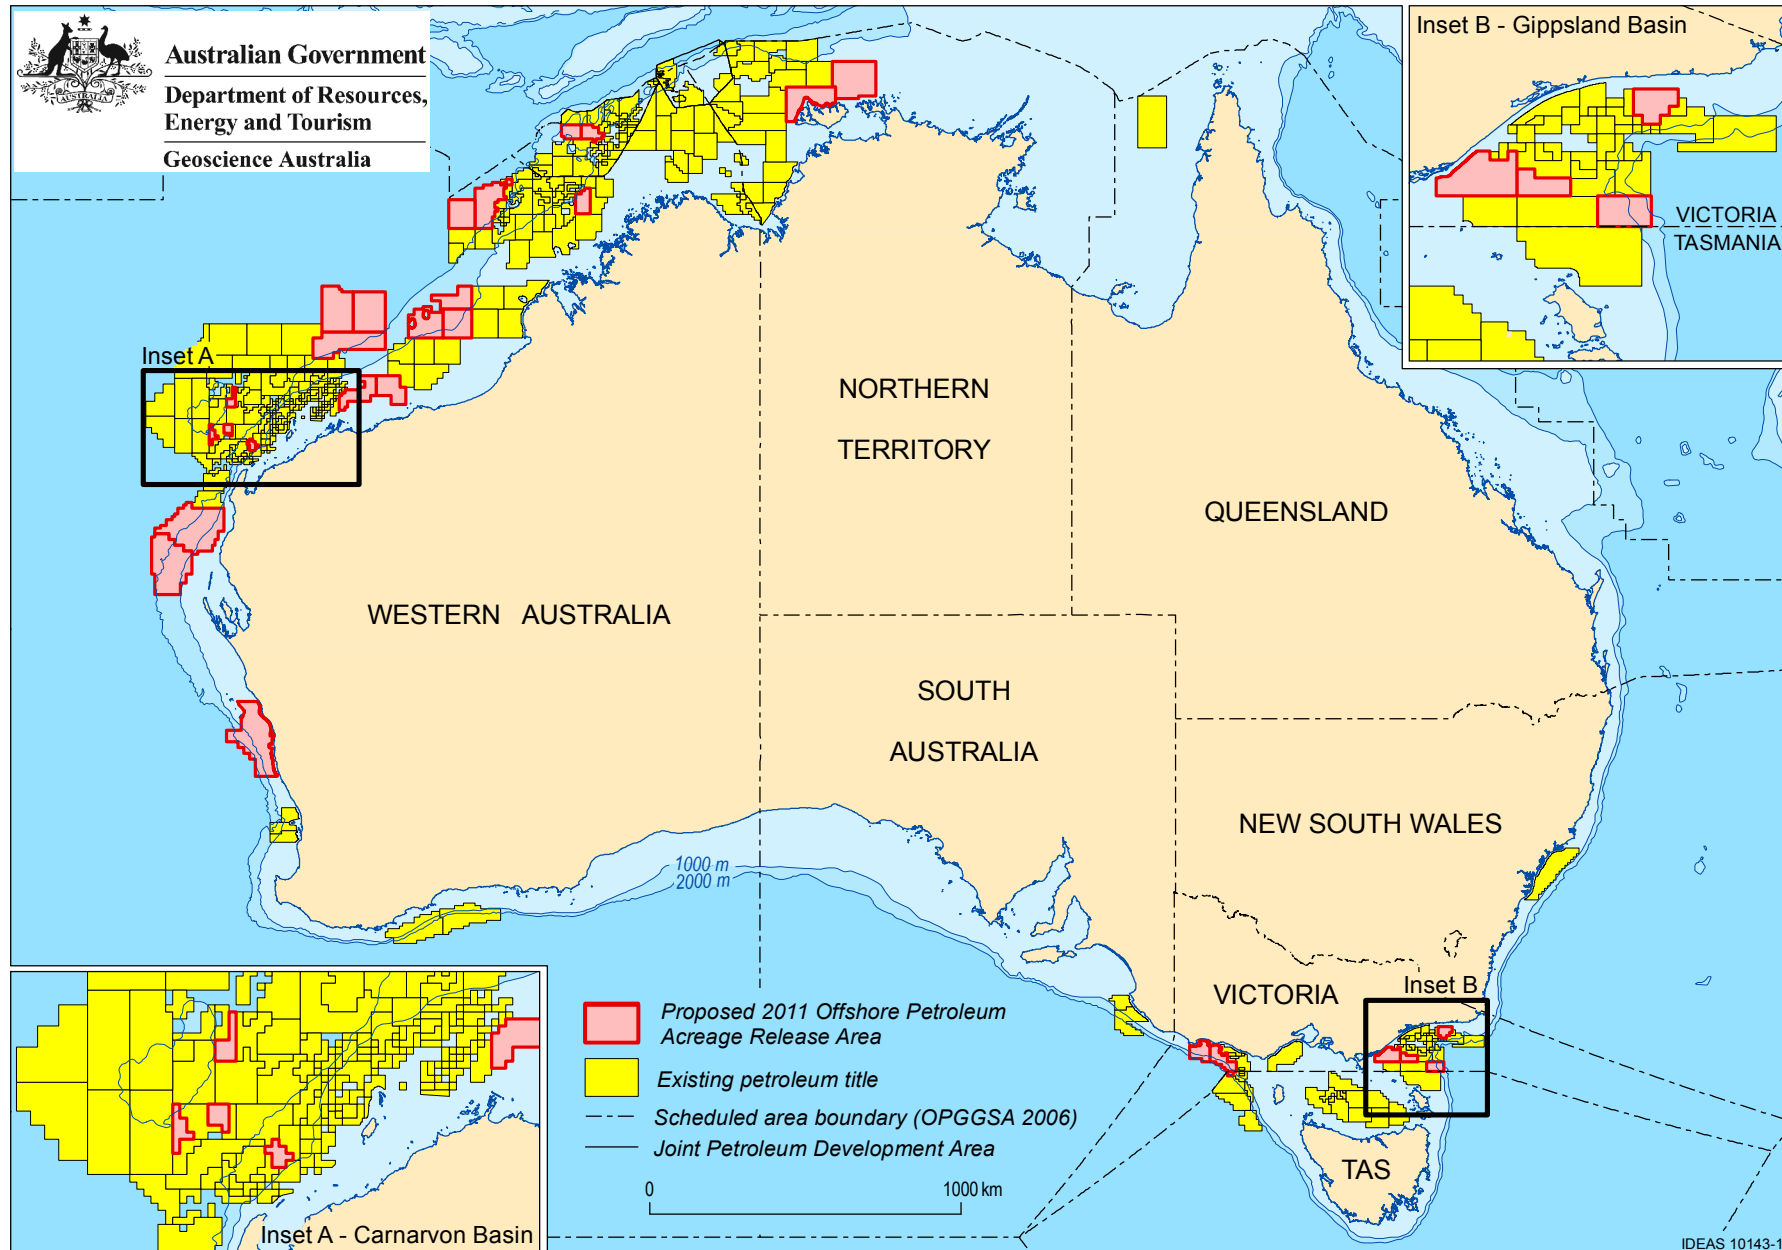 Australian Government
Department of Resources,
Energy and Tourism
Geoscience Australia
AUSTRALIA
Inset B - Gippsland Basin
VICTORIA
TASMANIA
Inset A
NORTHERN
TERRITORY
QUEENSLAND
WESTERN AUSTRALIA
SOUTH
AUSTRALIA
NEW SOUTH WALES
1000 m
2000 m
Inset B
VICTORIA
TAS
Proposed 2011 Offshore Petroleum
Acreage Release Area
Existing petroleum title
Scheduled area boundary (OPGGSA 2006)
Joint Petroleum Development Area
0
1000 km
Inset A - Carnarvon Basin
IDEAS 10143-1